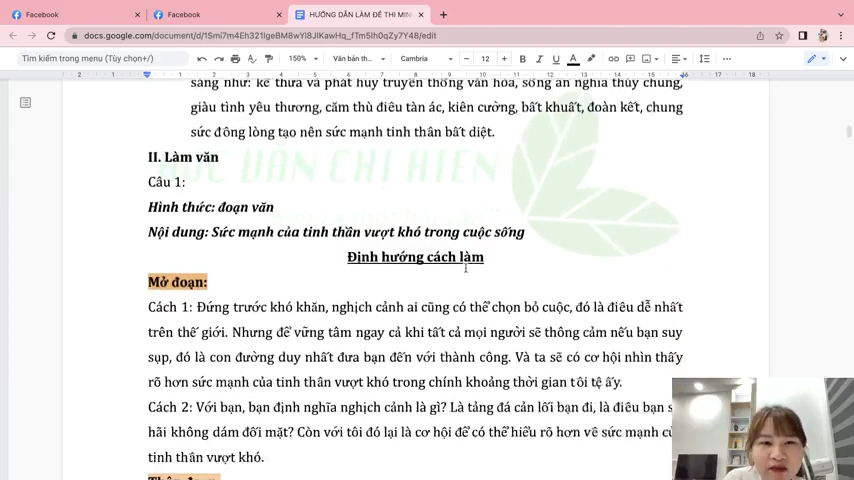 Facebook
Facebook
HƯỚNG DẪN LÀM ĐỀ THI MIN
docs.google.com/document/d/1Smi7m4Eh321IgeBM8wYl8JIKawHq_fTm5Ih0qZy7Y48/edit
Tìm kiếm trong menu (Tùy chọn+/)
150%
Văn bản th...
Cambria
12
sáng như: kế thừa và phát huy truyền thống văn hóa, sống ân nghĩa thủy chung,
giàu tình yêu thương, căm thù điêu tàn ác, kiên cường, bất khuất, đoàn kết, chung
sức đồng lòng tạo nên sức mạnh tinh thần bất diệt.
HỌC VĂN CHỊ HIÊN
II. Làm văn
Câu 1:
Hình thức: đoạn văn
Nội dung: Sức mạnh của tinh thần vượt khó trong cuộc sống
Định hướng cách làm
Mở đoạn:
Cách 1: Đứng trước khó khăn, nghịch cảnh ai cũng có thể chọn bỏ cuộc, đó là điều dễ nhất
trên thế giới. Nhưng để vững tâm ngay cả khi tất cả mọi người sẽ thông cảm nếu bạn suy
sụp, đó là con đường duy nhất đưa bạn đến với thành công. Và ta sẽ có cơ hội nhìn thấy
rõ hơn sức mạnh của tinh thần vượt khó trong chính khoảng thời gian tồi tệ ấy.
Cách 2: Với bạn, bạn định nghĩa nghịch cảnh là gì? Là tảng đá cản lối bạn đi, là điều bạn
hãi không dám đối mặt? Còn với tôi đó lại là cơ hội để có thể hiểu rõ hơn về sức mạnh
tinh thần vượt khó.
Thân đoạn: